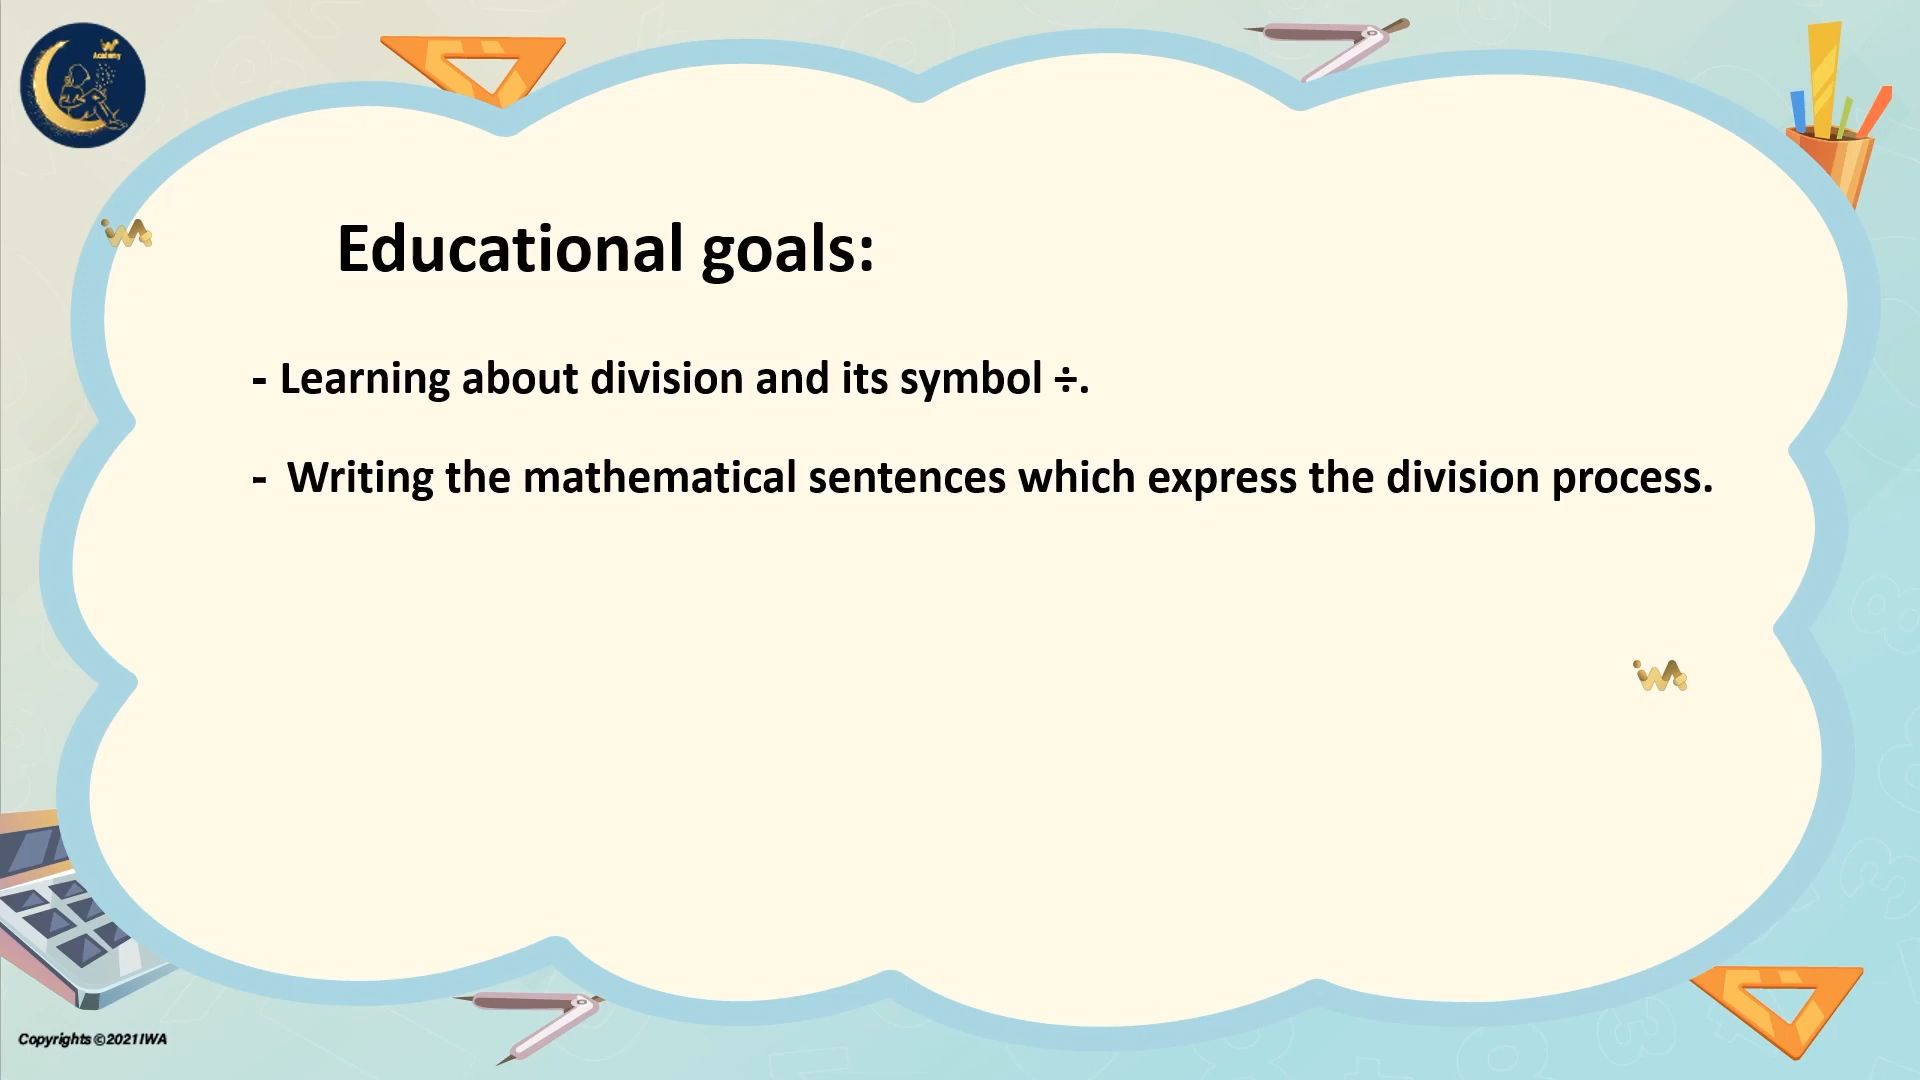 Academy
Educational goals:
- Learning about division and its symbol ÷.
- Writing the mathematical sentences which express the division process.
Copyrights©2021IWA